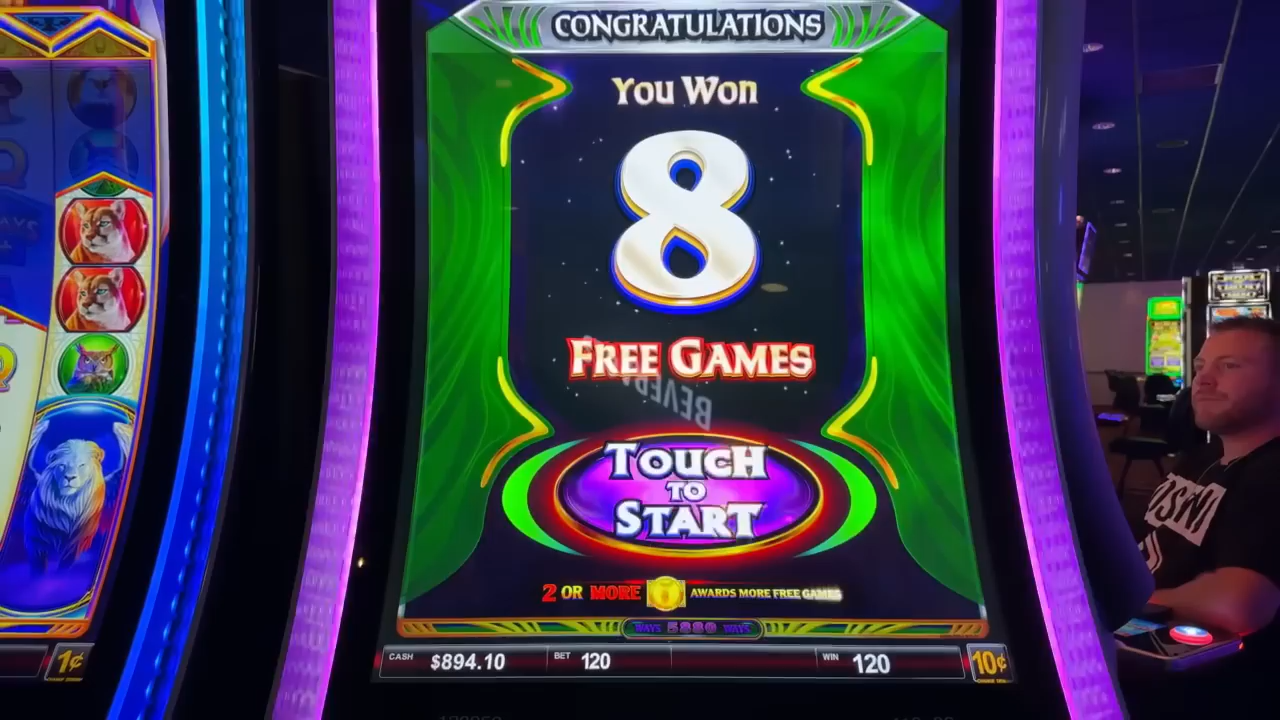 CONGRATULATIONS
YOU WON
8
FREE GAMES
BEVER
TOUCH
TO
START
2 OR MORE AWARDS MORE FREE GAMES
WAYS 5880 WAYS
CASH $894.10 BET 120 WIN 120 10¢
1¢